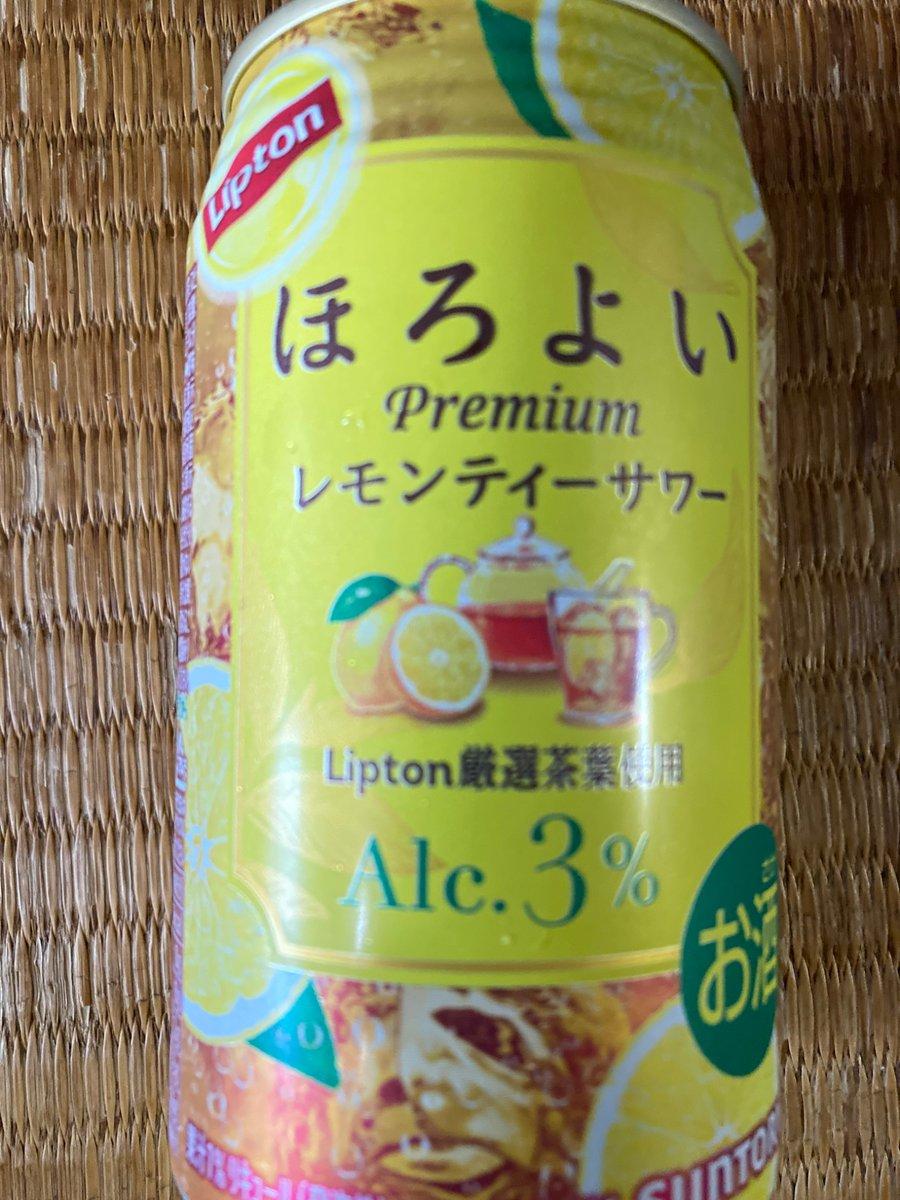 Lipton
ほろよい
Premium
レモンティーサワー
Lipton厳選茶葉使用
Alc.3%
お酒
SUNTORY